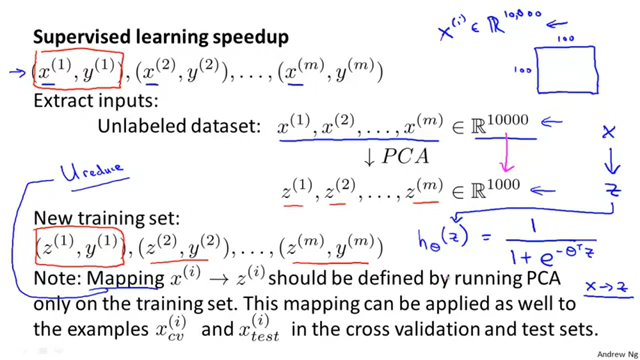 Supervised learning speedup
x^(i) ∈ ℝ^10,000 ←
100
100
→ (x^(1), y^(1)), (x^(2), y^(2)), . . . , (x^(m), y^(m))
Extract inputs:
Unlabeled dataset: x^(1), x^(2), . . . , x^(m) ∈ ℝ^10000 ←
x
↓ PCA
↓
U reduce
z^(1), z^(2), . . . , z^(m) ∈ ℝ^1000 ←
z
New training set:
(z^(1), y^(1)), (z^(2), y^(2)), . . . , (z^(m), y^(m))
h_θ(z) = 1 / (1 + e^(-θ^T z))
Note: Mapping x^(i) → z^(i) should be defined by running PCA
x → z
only on the training set. This mapping can be applied as well to
the examples x_cv^(i) and x_test^(i) in the cross validation and test sets.
Andrew Ng